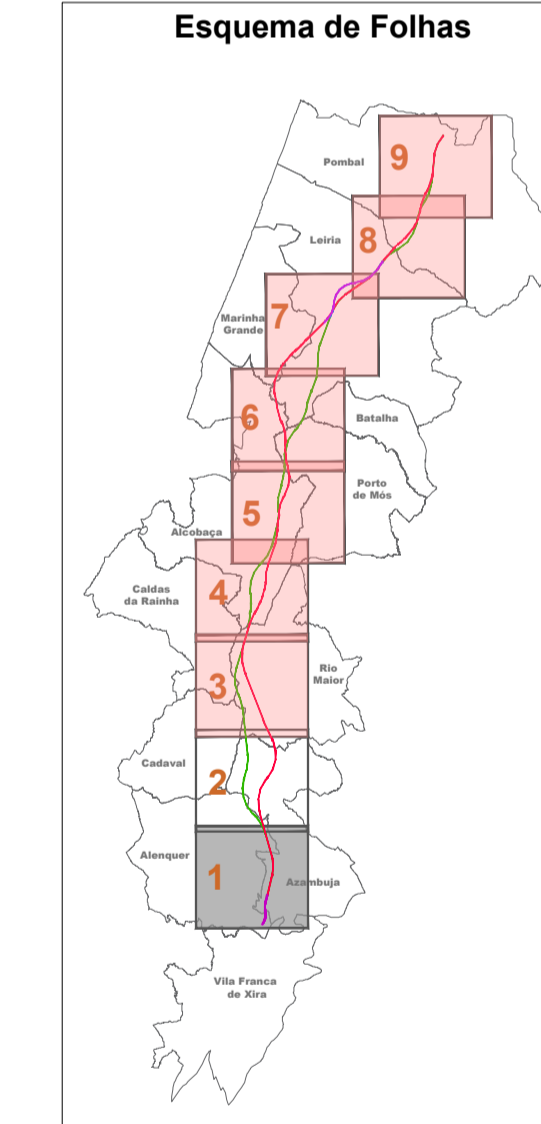 Esquema de Folhas
Pombal
9
Leiria
8
Marinha
Grande
7
6
Batalha
Porto
de Mós
5
Alcobaça
4
Caldas
da Rainha
3
Rio
Maior
Cadaval
2
Alenquer
1
Azambuja
Vila Franca
de Xira